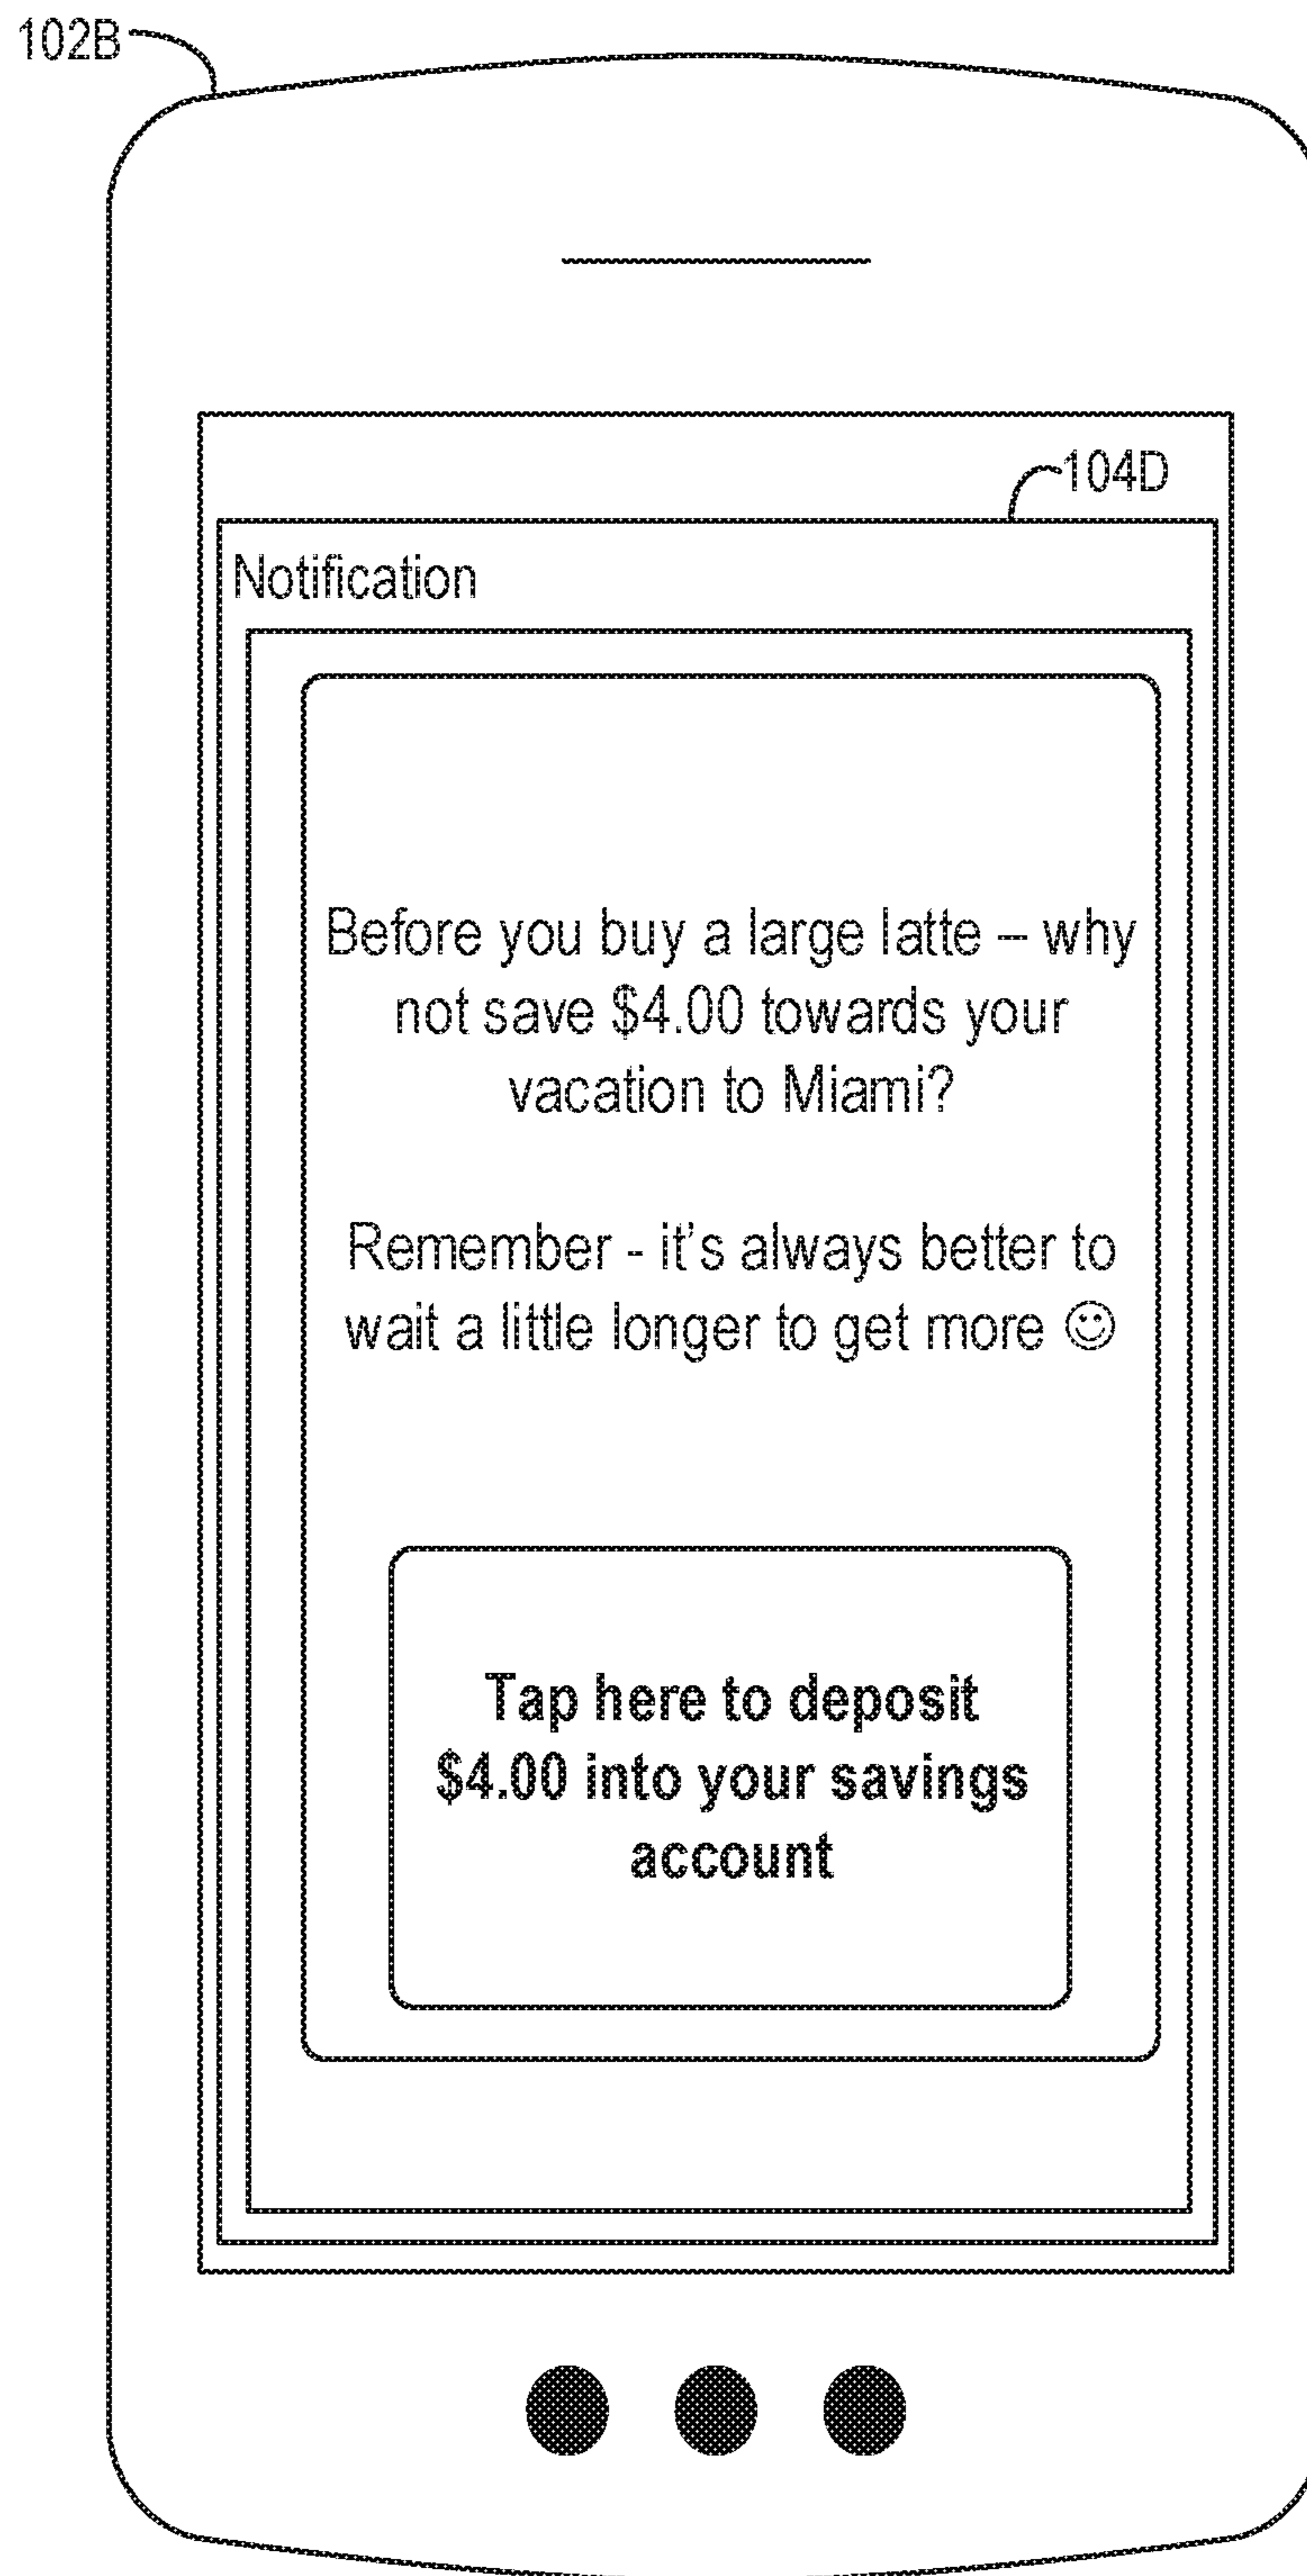 102B
104D
Notification
Before you buy a large latte – why
not save $4.00 towards your
vacation to Miami?
Remember - it's always better to
wait a little longer to get more ☺
Tap here to deposit
$4.00 into your savings
account